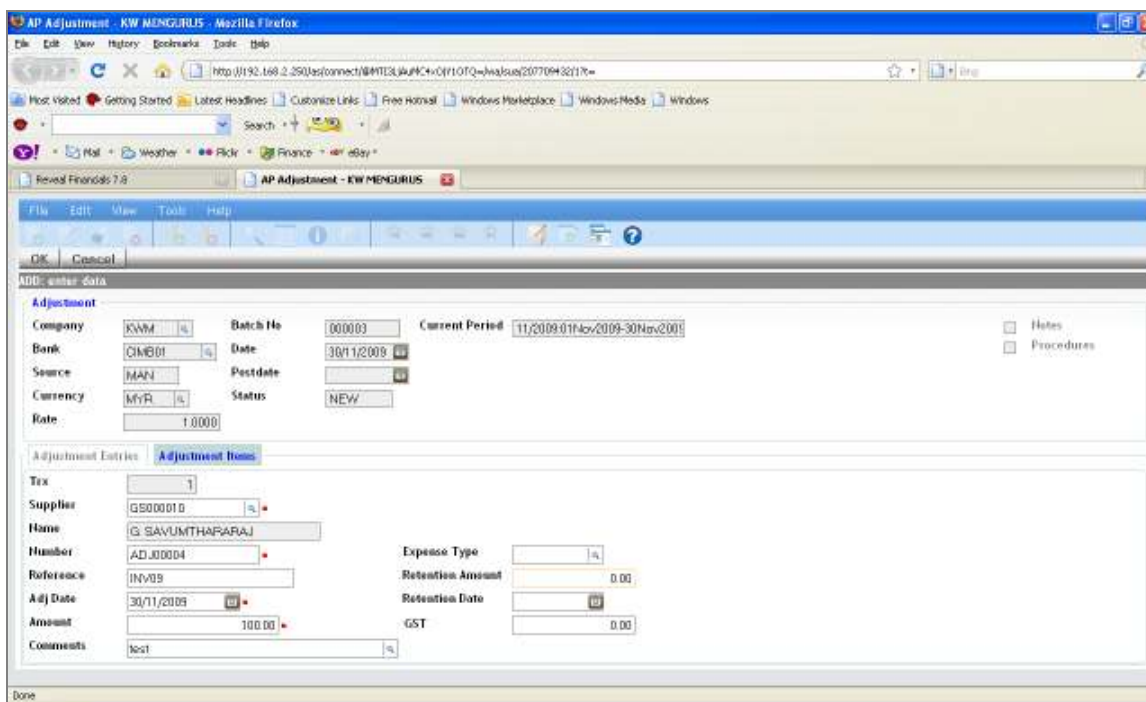 AP Adjustment - KW MENGURUS - Mozilla Firefox
File Edit View History Bookmarks Tools Help
Most Visited Getting Started Latest Headlines Customize Links Free Hotmail Windows Marketplace Windows Media Windows
Search
Y! Mail Weather Flickr Finance eBay
Reveal Financials 7.8 AP Adjustment - KW MENGURUS
File Edit View Tools Help
OK Cancel
ADD: enter data
Adjustment
Company KWM Batch No 000003 Current Period 11/2009:01Nov2009-30Nov2009 Notes
Bank CIMB01 Date 30/11/2009 Procedures
Source MAN Postdate
Currency MYR Status NEW
Rate 1.0000
Adjustment Entries Adjustment Items
Trx 1
Supplier GS000010
Name G. SAVUMTHARARAJ
Number ADJ00004 Expense Type
Reference INV09 Retention Amount 0.00
Adj Date 30/11/2009 Retention Date
Amount 100.00 GST 0.00
Comments test
Done